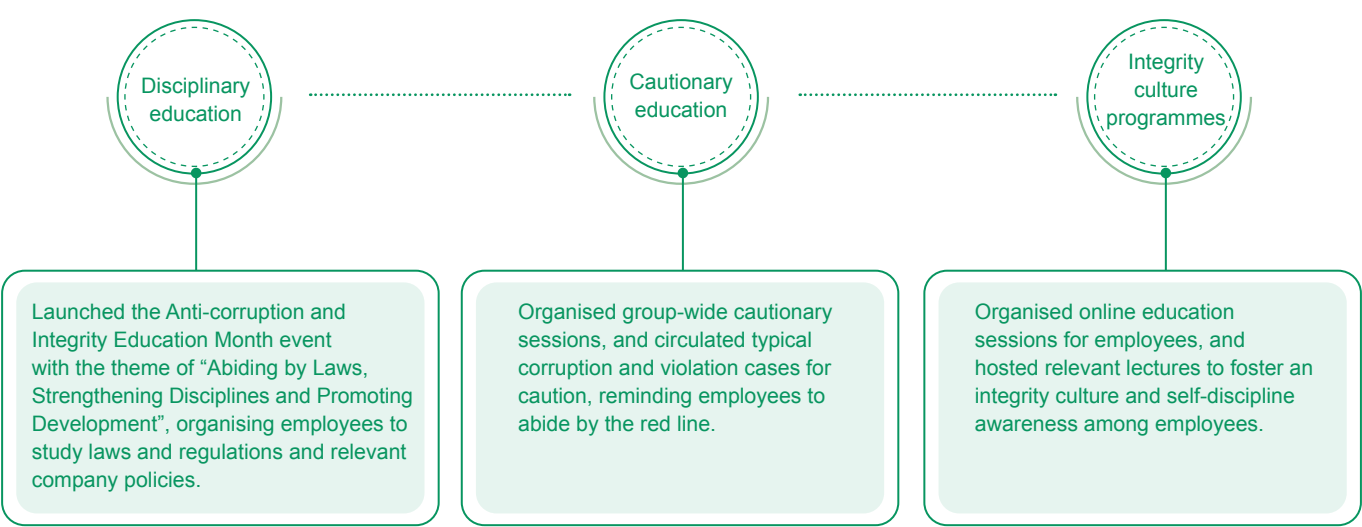 Disciplinary
education
Cautionary
education
Integrity
culture
programmes
Launched the Anti-corruption and
Integrity Education Month event
with the theme of “Abiding by Laws,
Strengthening Disciplines and Promoting
Development”, organising employees to
study laws and regulations and relevant
company policies.
Organised group-wide cautionary
sessions, and circulated typical
corruption and violation cases for
caution, reminding employees to
abide by the red line.
Organised online education
sessions for employees, and
hosted relevant lectures to foster an
integrity culture and self-discipline
awareness among employees.